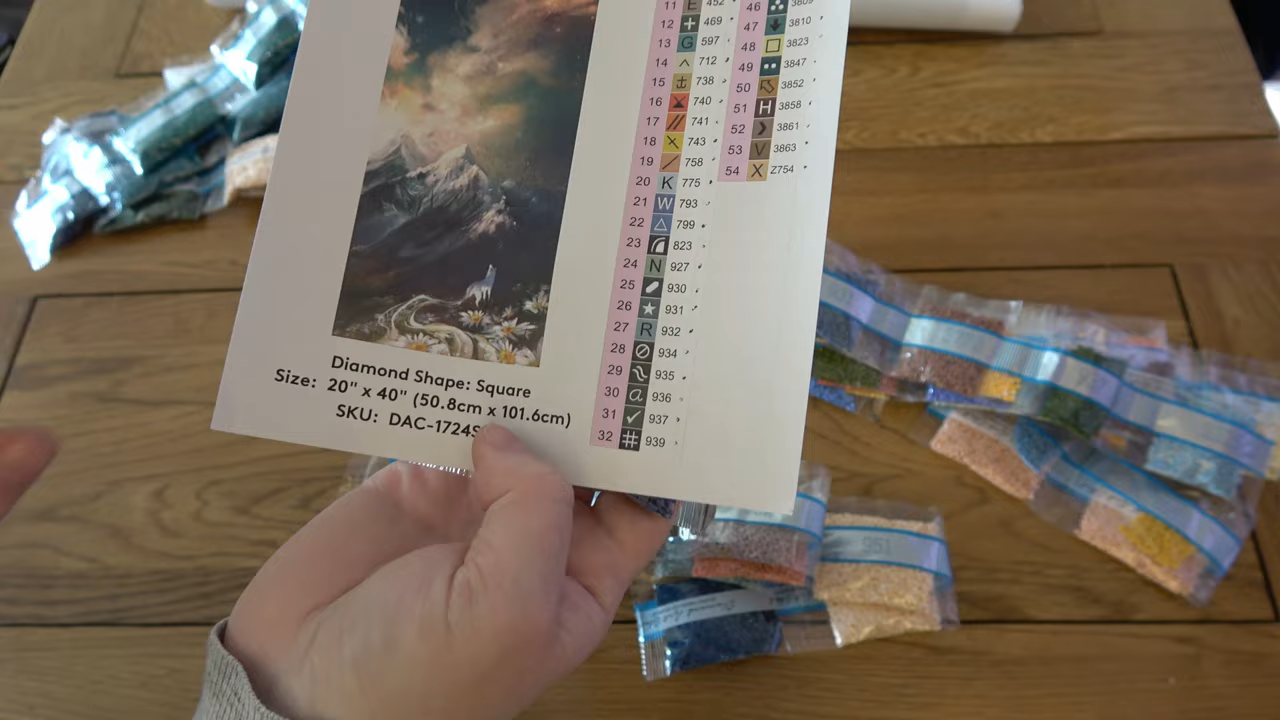 11 E 452
12 + 469
13 G 597
14 ^ 712
15 738
16 740
17 // 741
18 743
19 / 758
20 K 775
21 W 793
22 △ 799
23 823
24 N 927
25 930
26 ★ 931
27 R 932
28 ⊘ 934
29 935
30 a 936
31 ✓ 937
32 # 939
46 3809
47 ↓ 3810
48 □ 3823
49 3847
50 3852
51 H 3858
52 3861
53 V 3863
54 X Z754
Diamond Shape: Square
Size: 20" x 40" (50.8cm x 101.6cm)
SKU: DAC-1724S
951